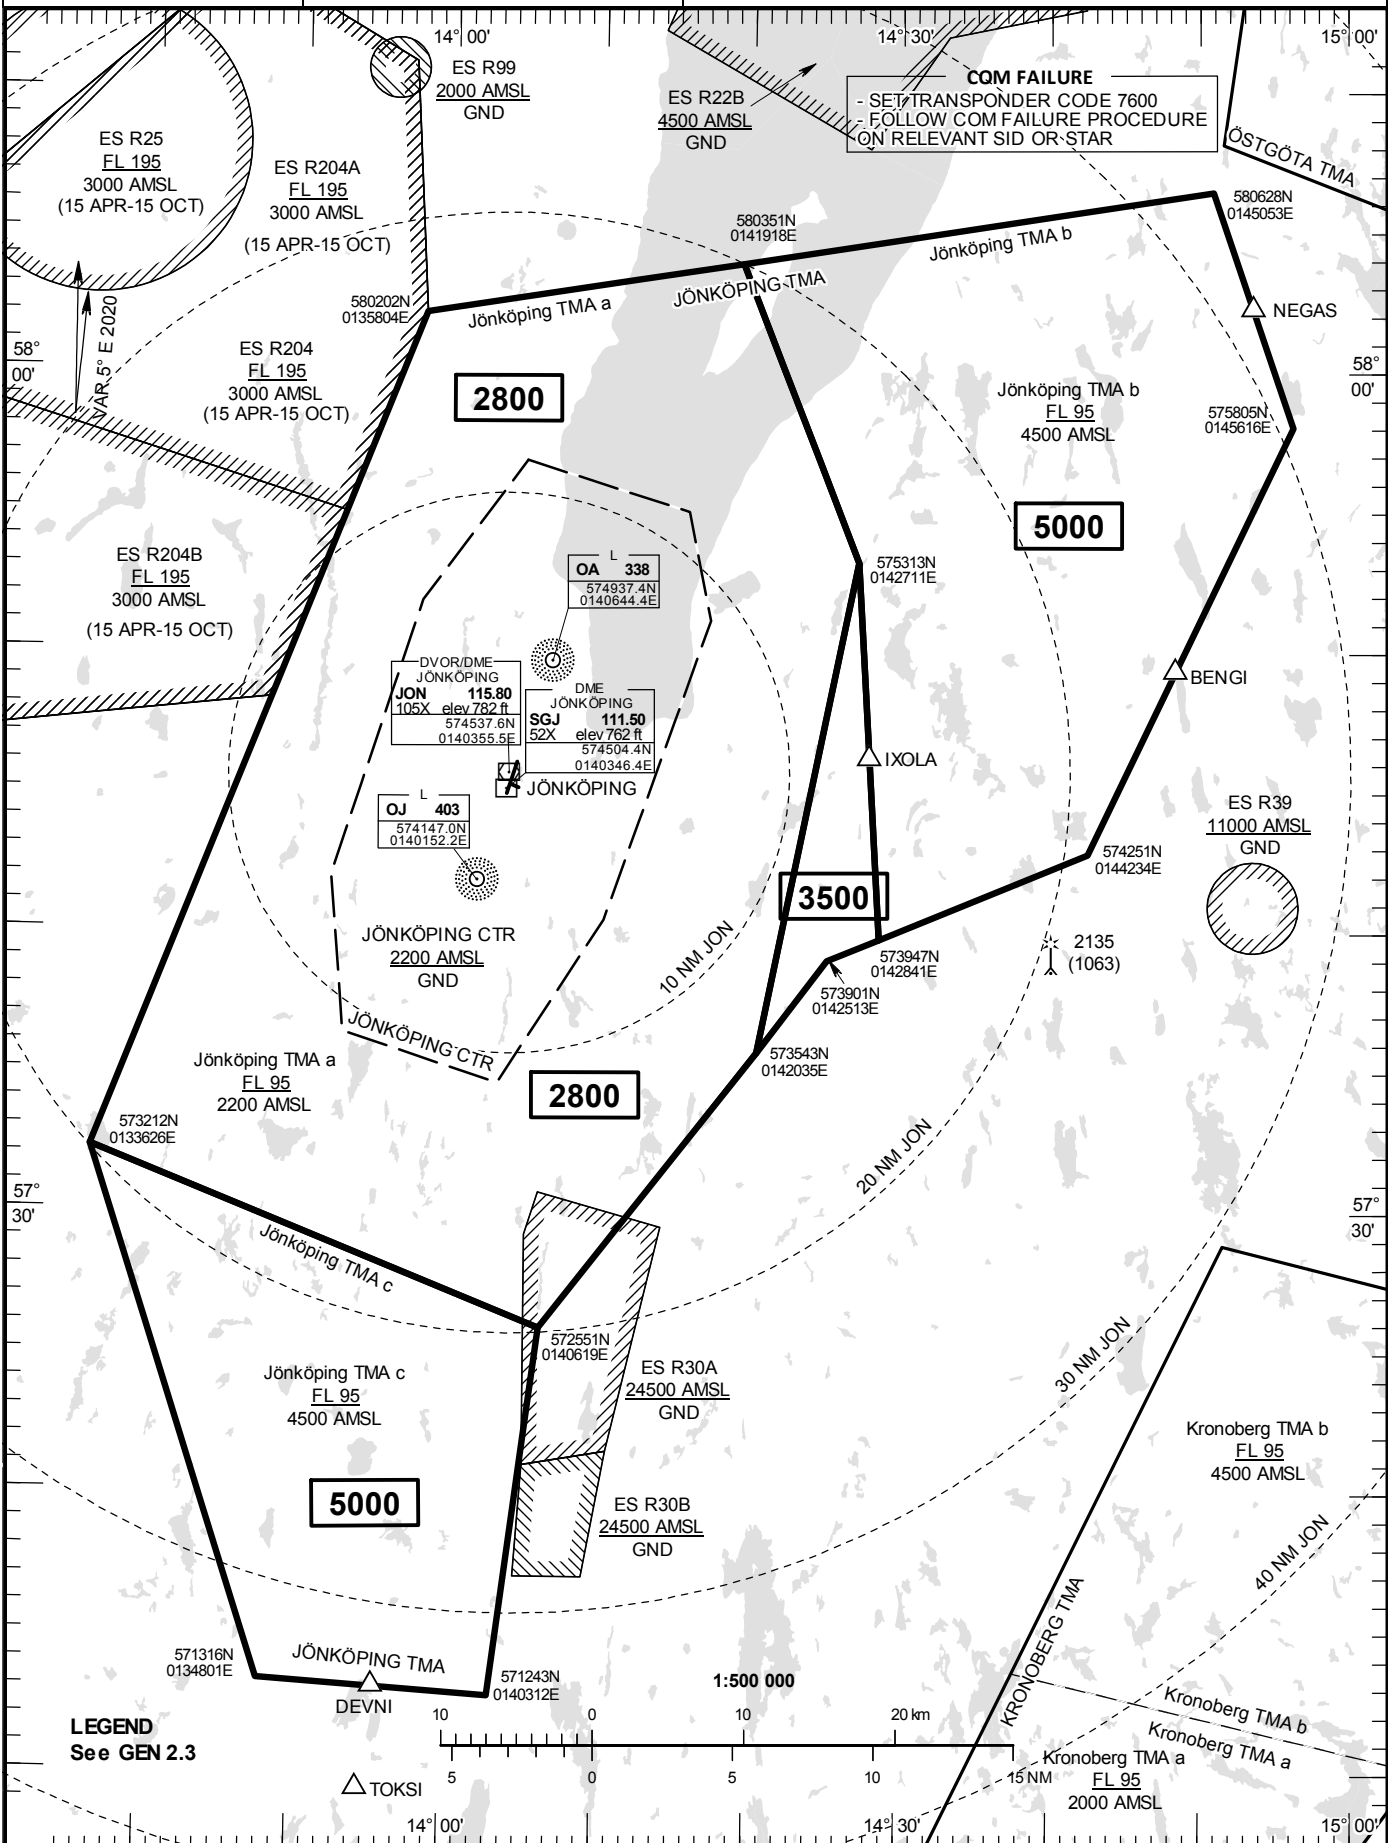 14° 00'
14° 30'
15° 00'
ES R99
2000 AMSL
GND
COM FAILURE
- SET TRANSPONDER CODE 7600
- FOLLOW COM FAILURE PROCEDURE
ON RELEVANT SID OR STAR
ES R22B
4500 AMSL
GND
ES R25
FL 195
3000 AMSL
(15 APR-15 OCT)
ES R204A
FL 195
3000 AMSL
(15 APR-15 OCT)
ÖSTGÖTA TMA
580628N
0145053E
580351N
0141918E
Jönköping TMA b
JÖNKÖPING TMA
Jönköping TMA a
580202N
0135804E
NEGAS
VAR 5° E 2020
58°
00'
58°
00'
ES R204
FL 195
3000 AMSL
(15 APR-15 OCT)
2800
Jönköping TMA b
FL 95
4500 AMSL
575805N
0145616E
5000
ES R204B
FL 195
3000 AMSL
(15 APR-15 OCT)
L
OA 338
574937.4N
0140644.4E
575313N
0142711E
DVOR/DME
JÖNKÖPING
JON 115.80
105X elev 782 ft
574537.6N
0140355.5E
DME
JÖNKÖPING
SGJ 111.50
52X elev 762 ft
574504.4N
0140346.4E
BENGI
IXOLA
JÖNKÖPING
L
OJ 403
574147.0N
0140152.2E
ES R39
11000 AMSL
GND
574251N
0144234E
3500
JÖNKÖPING CTR
2200 AMSL
GND
10 NM JON
573947N
0142841E
2135
(1063)
573901N
0142513E
JÖNKÖPING CTR
573543N
0142035E
Jönköping TMA a
FL 95
2200 AMSL
2800
573212N
0133626E
20 NM JON
57°
30'
57°
30'
Jönköping TMA c
572551N
0140619E
30 NM JON
Jönköping TMA c
FL 95
4500 AMSL
ES R30A
24500 AMSL
GND
Kronoberg TMA b
FL 95
4500 AMSL
5000
ES R30B
24500 AMSL
GND
40 NM JON
KRONOBERG TMA
571316N
0134801E
JÖNKÖPING TMA
571243N
0140312E
DEVNI
1:500 000
Kronoberg TMA b
Kronoberg TMA a
LEGEND
See GEN 2.3
10 0 10 20 km
5 0 5 10 15 NM
Kronoberg TMA a
FL 95
2000 AMSL
TOKSI
14° 00'
14° 30'
15° 00'